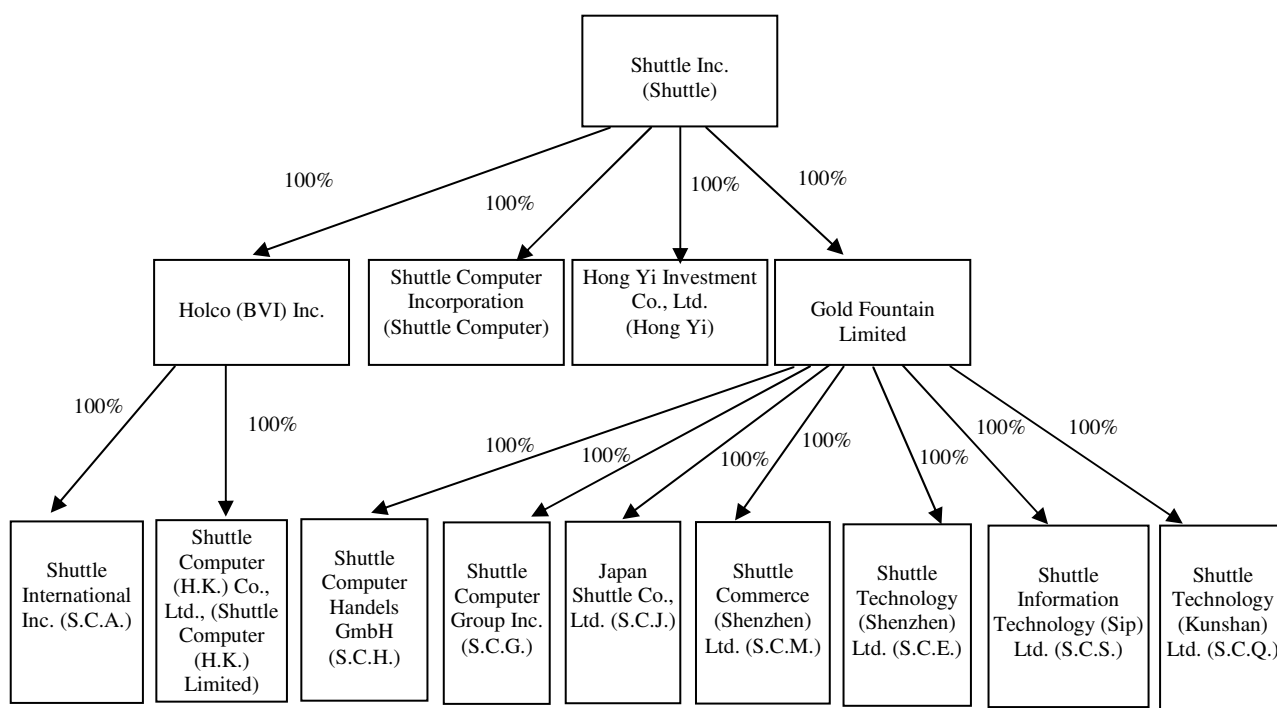 Shuttle Inc.
(Shuttle)
100%
100%
100%
100%
Holco (BVI) Inc.
Shuttle Computer
Incorporation
(Shuttle Computer)
Hong Yi Investment
Co., Ltd.
(Hong Yi)
Gold Fountain
Limited
100%
100%
100%
100%
100%
100%
100%
100%
100%
Shuttle
International
Inc. (S.C.A.)
Shuttle
Computer
(H.K.) Co.,
Ltd., (Shuttle
Computer
(H.K.)
Limited)
Shuttle
Computer
Handels
GmbH
(S.C.H.)
Shuttle
Computer
Group Inc.
(S.C.G.)
Japan
Shuttle Co.,
Ltd. (S.C.J.)
Shuttle
Commerce
(Shenzhen)
Ltd. (S.C.M.)
Shuttle
Technology
(Shenzhen)
Ltd. (S.C.E.)
Shuttle
Information
Technology (Sip)
Ltd. (S.C.S.)
Shuttle
Technology
(Kunshan)
Ltd. (S.C.Q.)